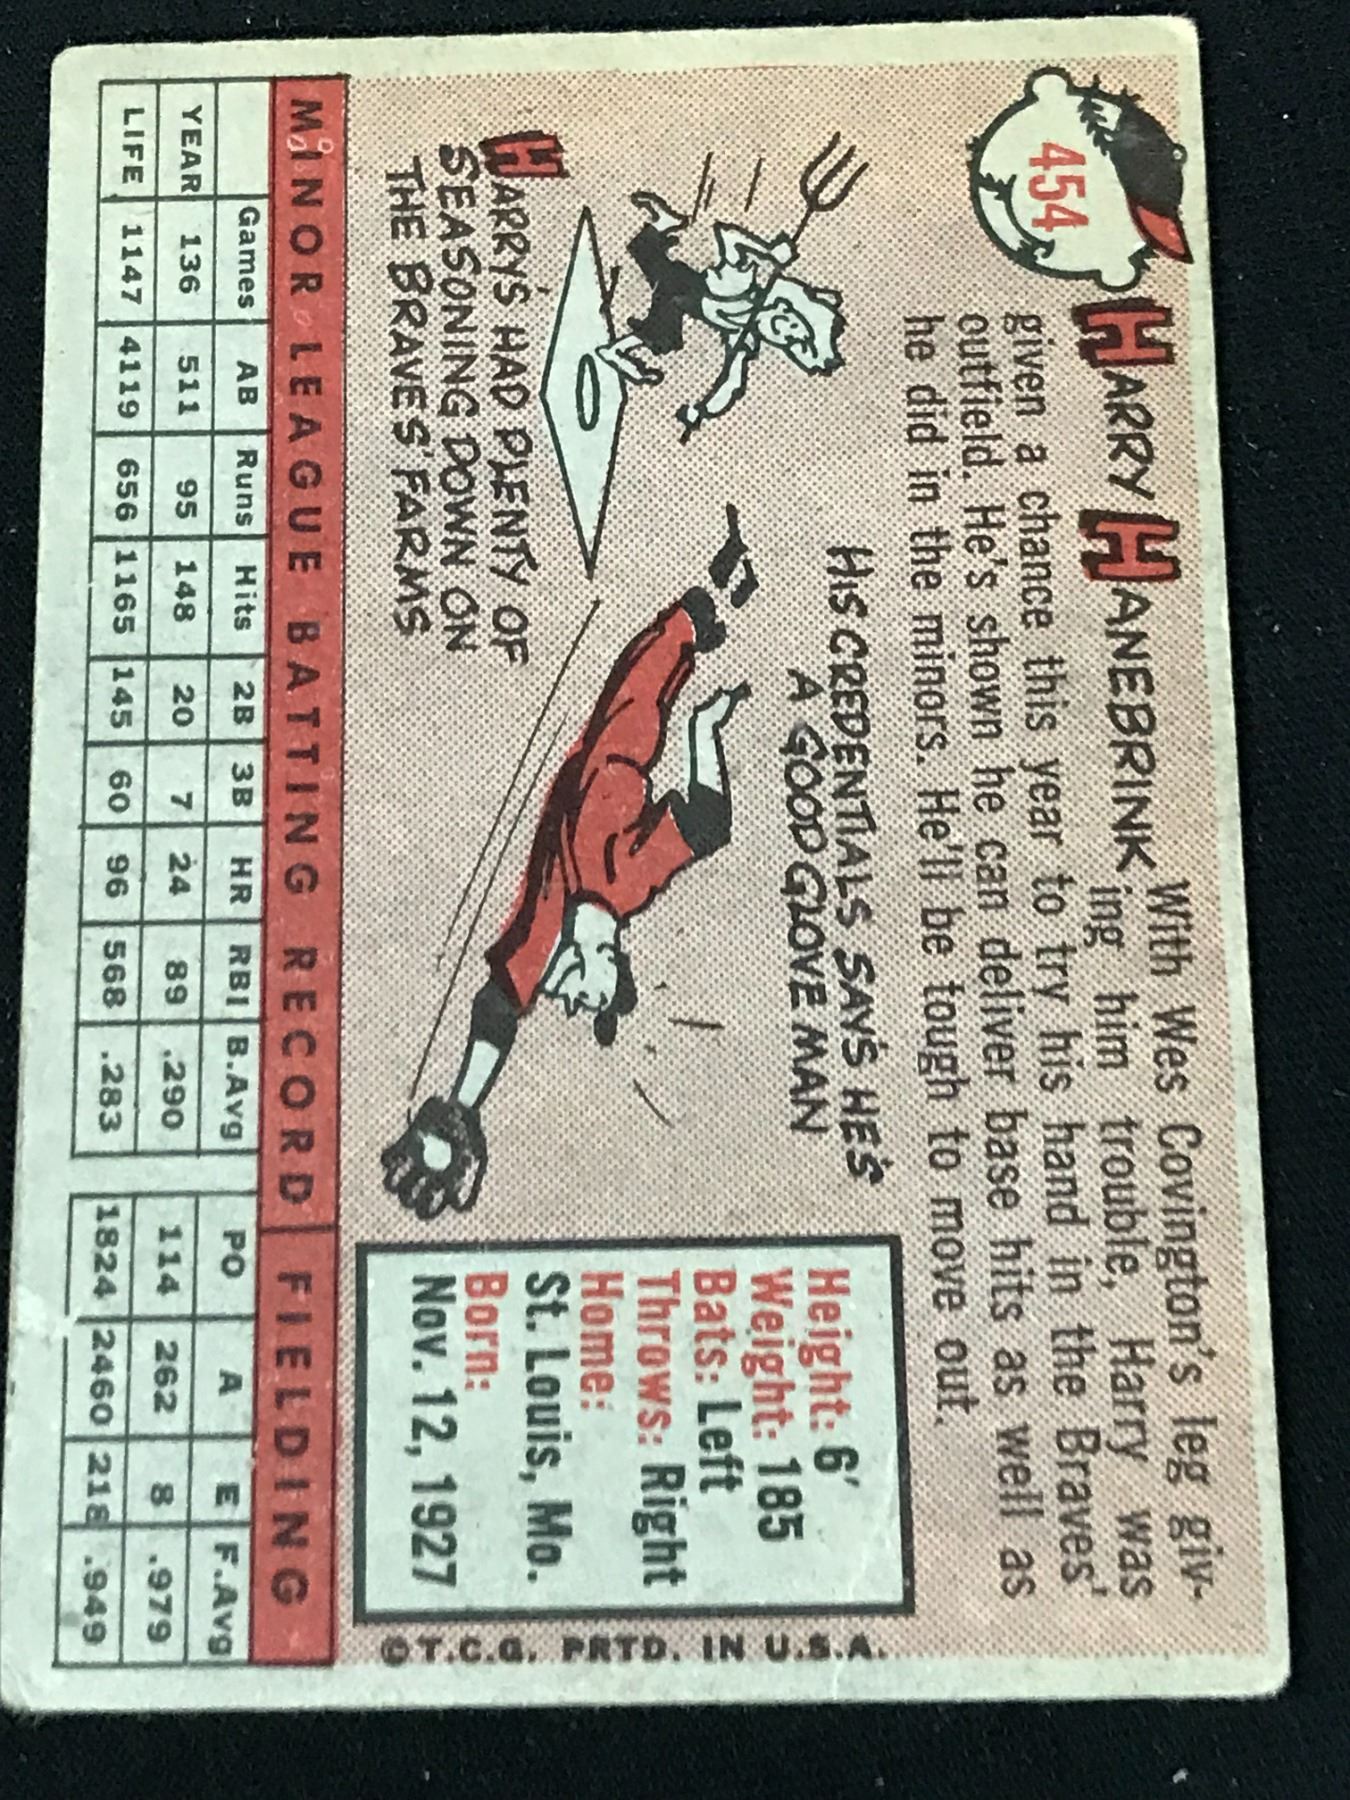 454
HARRY HANEBRINK
With Wes Covington's leg giv-
ing him trouble, Harry was
given a chance this year to try his hand in the Braves'
outfield. He's shown he can deliver base hits as well as
he did in the minors. He'll be tough to move out.
HIS CREDENTIALS SAYS HE'S
A GOOD GLOVE MAN
HARRY'S HAD PLENTY OF
SEASONING DOWN ON
THE BRAVES' FARMS
Height: 6'
Weight: 185
Bats: Left
Throws: Right
Home:
St. Louis, Mo.
Born:
Nov. 12, 1927
©T.C.G. PRTD. IN U.S.A.
MINOR LEAGUE BATTING RECORD FIELDING
Games AB Runs Hits 2B 3B HR RBI B.Avg PO A E F.Avg
YEAR 136 511 95 148 20 7 24 89 .290 114 262 8 .979
LIFE 1147 4119 656 1165 145 60 96 568 .283 1824 2460 218 .949